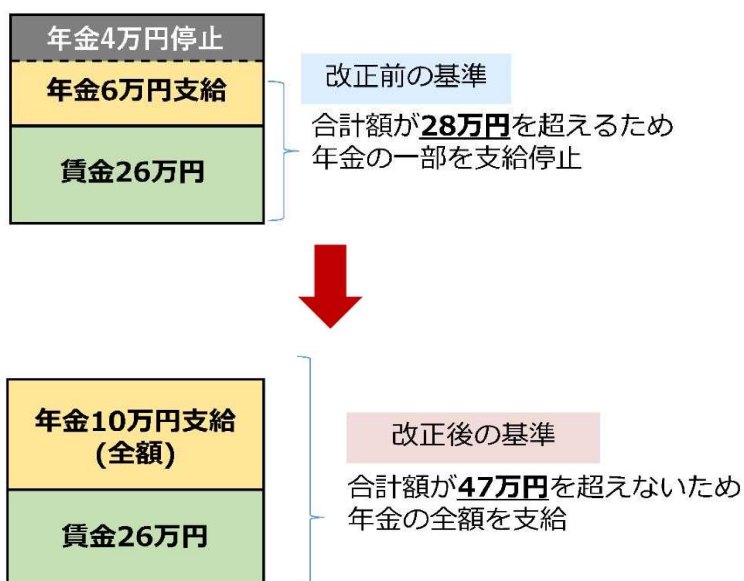 年金4万円停止
年金6万円支給
賃金26万円
改正前の基準
合計額が28万円を超えるため
年金の一部を支給停止
年金10万円支給
(全額)
賃金26万円
改正後の基準
合計額が47万円を超えないため
年金の全額を支給